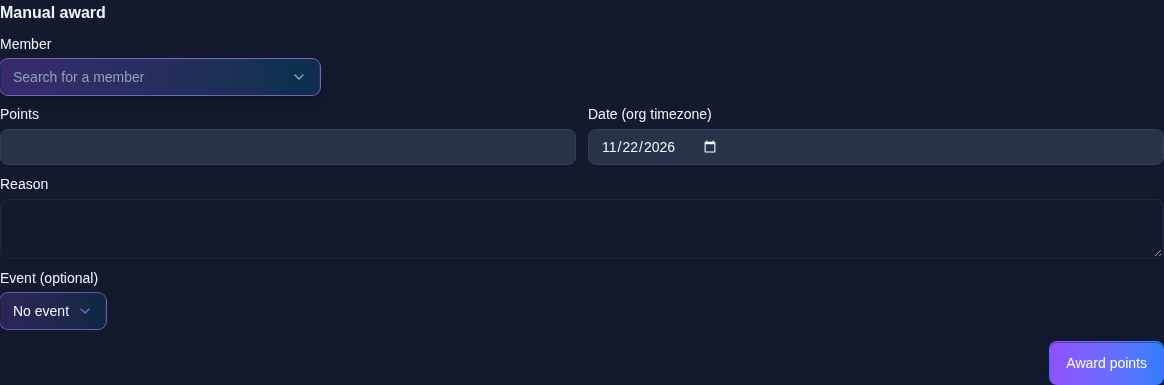 Manual award
Member
Search for a member
Points
Date (org timezone)
11/22/2026
Reason
Event (optional)
No event
Award points